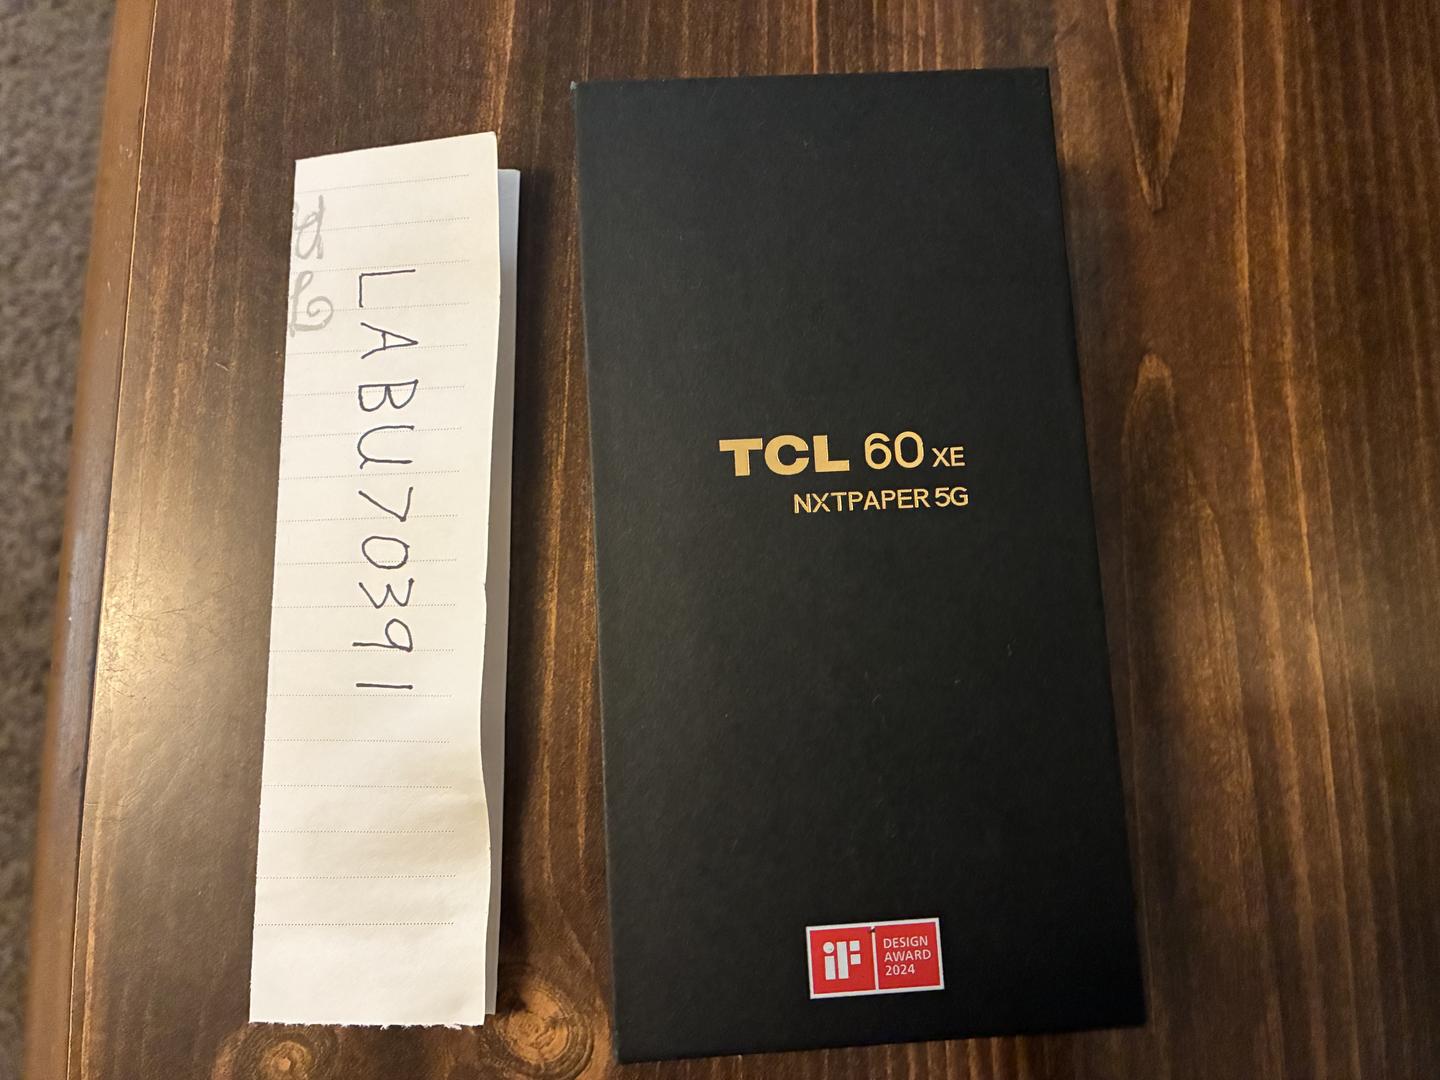 LABU70391
TCL 60 XE
NXTPAPER 5G
iF
DESIGN
AWARD
2024